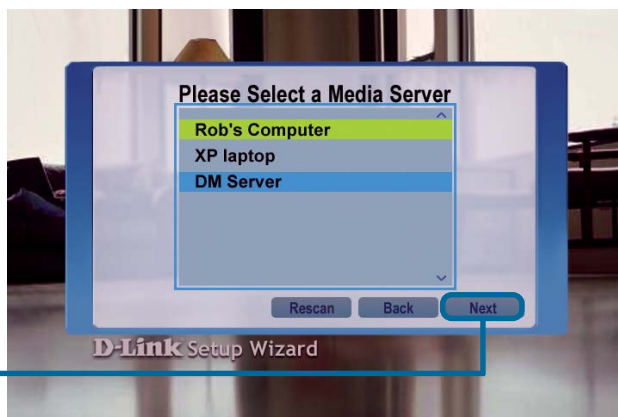 Please Select a Media Server
Rob's Computer
XP laptop
DM Server
Rescan Back Next
D-Link Setup Wizard